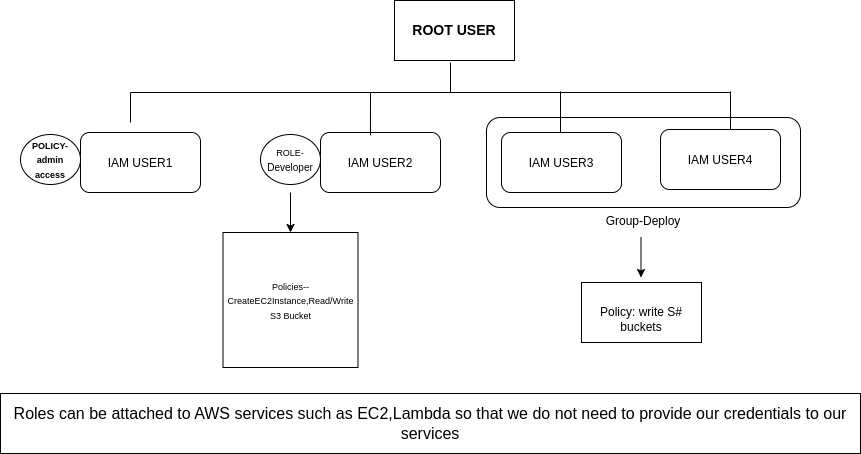 ROOT USER
POLICY-
admin
access
IAM USER1
ROLE-
Developer
IAM USER2
IAM USER3
IAM USER4
Group-Deploy
Policies--
CreateEC2Instance,Read/Write
S3 Bucket
Policy: write S#
buckets
Roles can be attached to AWS services such as EC2,Lambda so that we do not need to provide our credentials to our
services